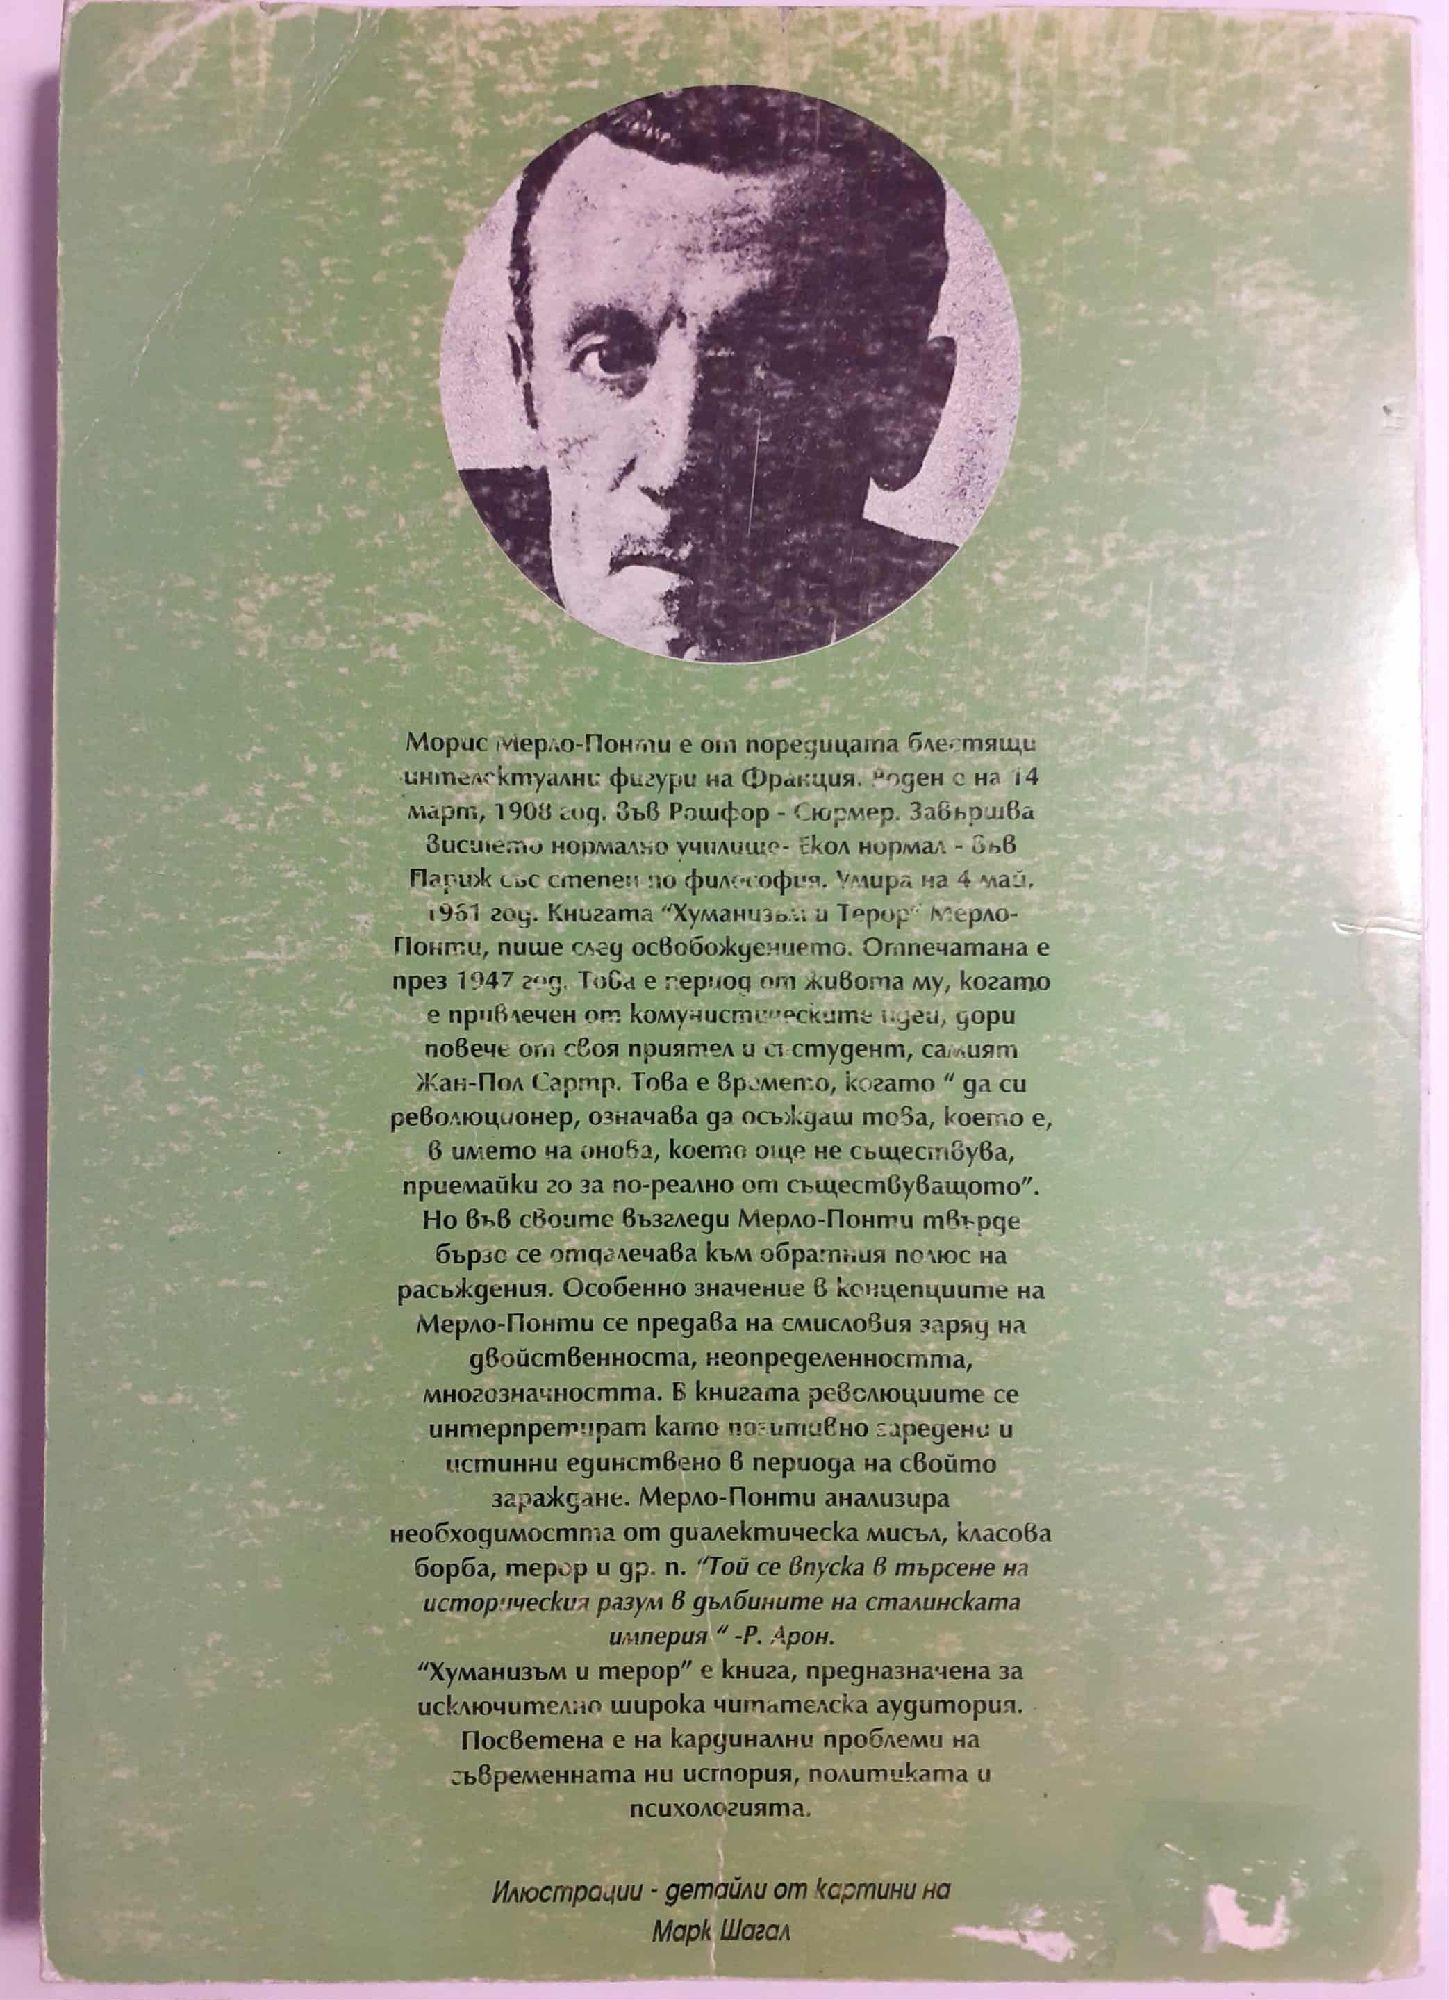 Морис Мерло-Понти е от поредицата блестящи
интелектуални фигури на Франция. Роден е на 14
март, 1908 год. във Рошфор - Сюрмер. Завършва
висшето нормално училище- Екол нормал - във
Париж със степен по философия. Умира на 4 май,
1961 год. Книгата “Хуманизъм и Терор” Мерло-
Понти, пише след освобождението. Отпечатана е
през 1947 год. Това е период от живота му, когато
е привлечен от комунистическите идеи, дори
повече от своя приятел и състудент, самият
Жан-Пол Сартр. Това е времето, когато “ да си
революционер, означава да осъждаш това, което е,
в името на онова, което още не съществува,
приемайки го за по-реално от съществуващото”.
Но във своите възгледи Мерло-Понти твърде
бързо се отдалечава към обратния полюс на
расъждения. Особенно значение в концепциите на
Мерло-Понти се предава на смисловия заряд на
двойственноста, неопределенността,
многозначността. В книгата революциите се
интерпретират като позитивно заредени и
истинни единствено в периода на свойто
зараждане. Мерло-Понти анализира
необходимостта от диалектическа мисъл, класова
борба, терор и др. п. “Той се впуска в търсене на
историческия разум в дълбините на сталинската
империя “ -Р. Арон.
“Хуманизъм и терор” е книга, предназначена за
исключително широка читателска аудитория.
Посветена е на кардинални проблеми на
съвременната ни история, политиката и
психологията.
Илюстрации - детайли от картини на
Марк Шагал